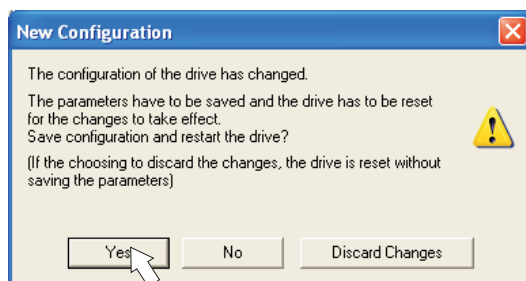 New Configuration
The configuration of the drive has changed.
The parameters have to be saved and the drive has to be reset
for the changes to take effect.
Save configuration and restart the drive?
(If the choosing to discard the changes, the drive is reset without
saving the parameters)
Yes No Discard Changes